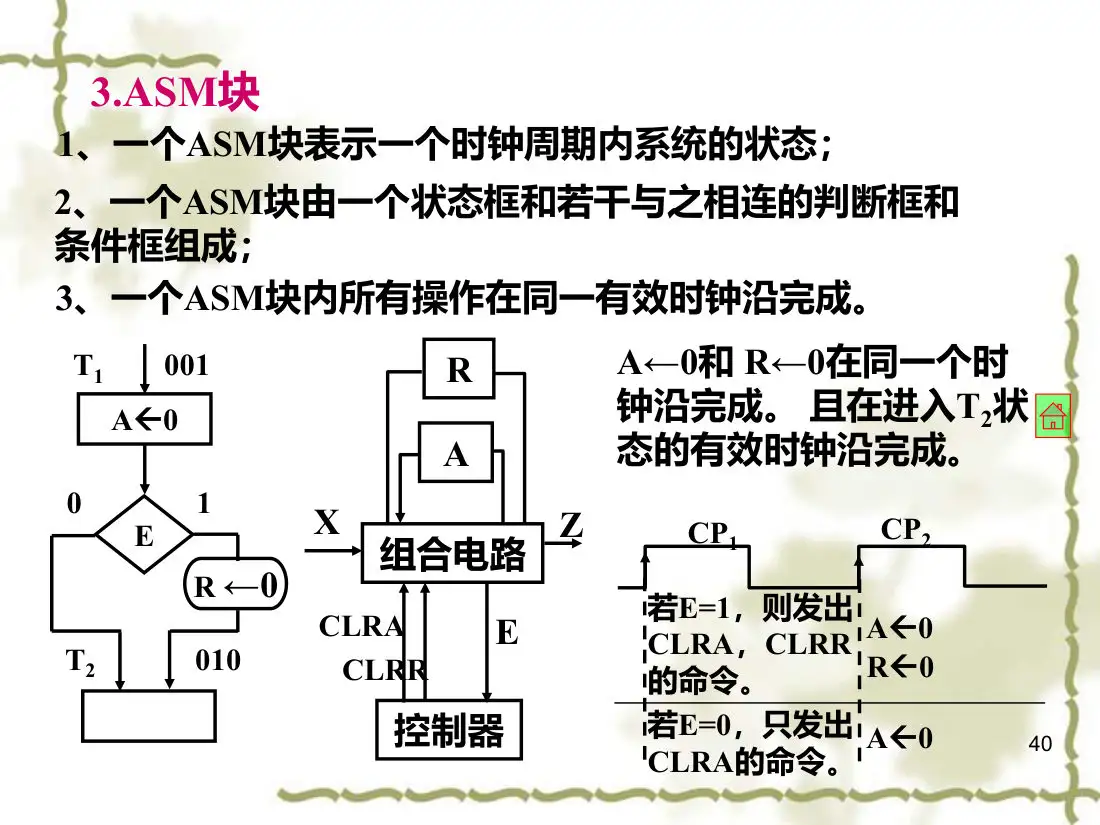 3.ASM块
1、一个ASM块表示一个时钟周期内系统的状态；
2、一个ASM块由一个状态框和若干与之相连的判断框和
条件框组成；
3、一个ASM块内所有操作在同一有效时钟沿完成。
T1
001
A🡨0
0
1
E
R ←0
T2
010
R
A
X
Z
组合电路
CLRA
CLRR
E
控制器
A←0和 R←0在同一个时
钟沿完成。 且在进入T2状
态的有效时钟沿完成。
CP1
CP2
若E=1，则发出
CLRA，CLRR
的命令。
A🡨0
R🡨0
若E=0，只发出
CLRA的命令。
A🡨0
40